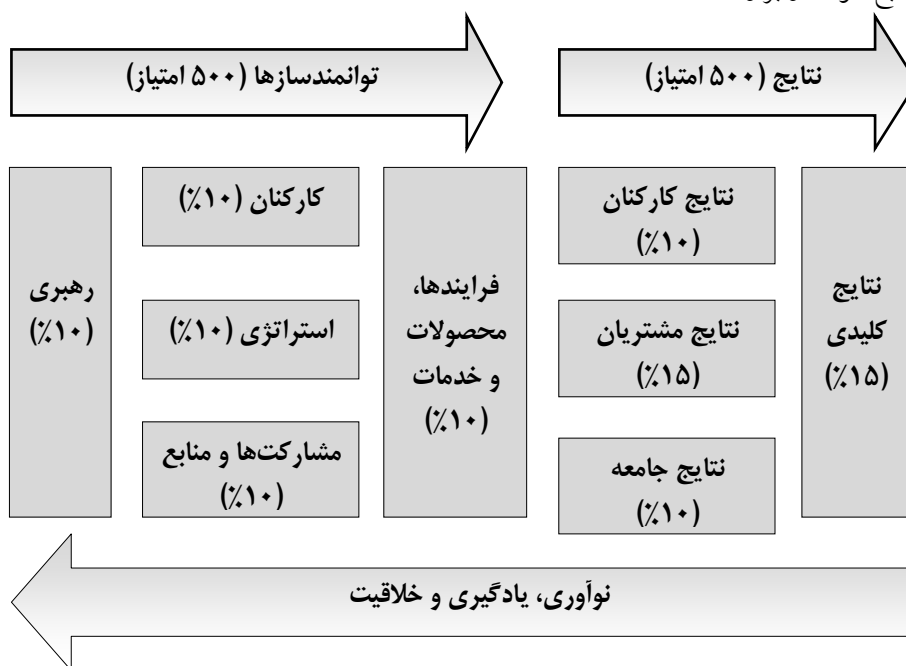 توانمندسازها (۵۰۰ امتیاز)
نتایج (۵۰۰ امتیاز)
رهبری
(۱۰٪)
کارکنان (۱۰٪)
استراتژی (۱۰٪)
مشارکت‌ها و منابع
(۱۰٪)
فرایندها،
محصولات
و خدمات
(۱۰٪)
نتایج کارکنان
(۱۰٪)
نتایج مشتریان
(۱۵٪)
نتایج جامعه
(۱۰٪)
نتایج
کلیدی
(۱۵٪)
نوآوری، یادگیری و خلاقیت